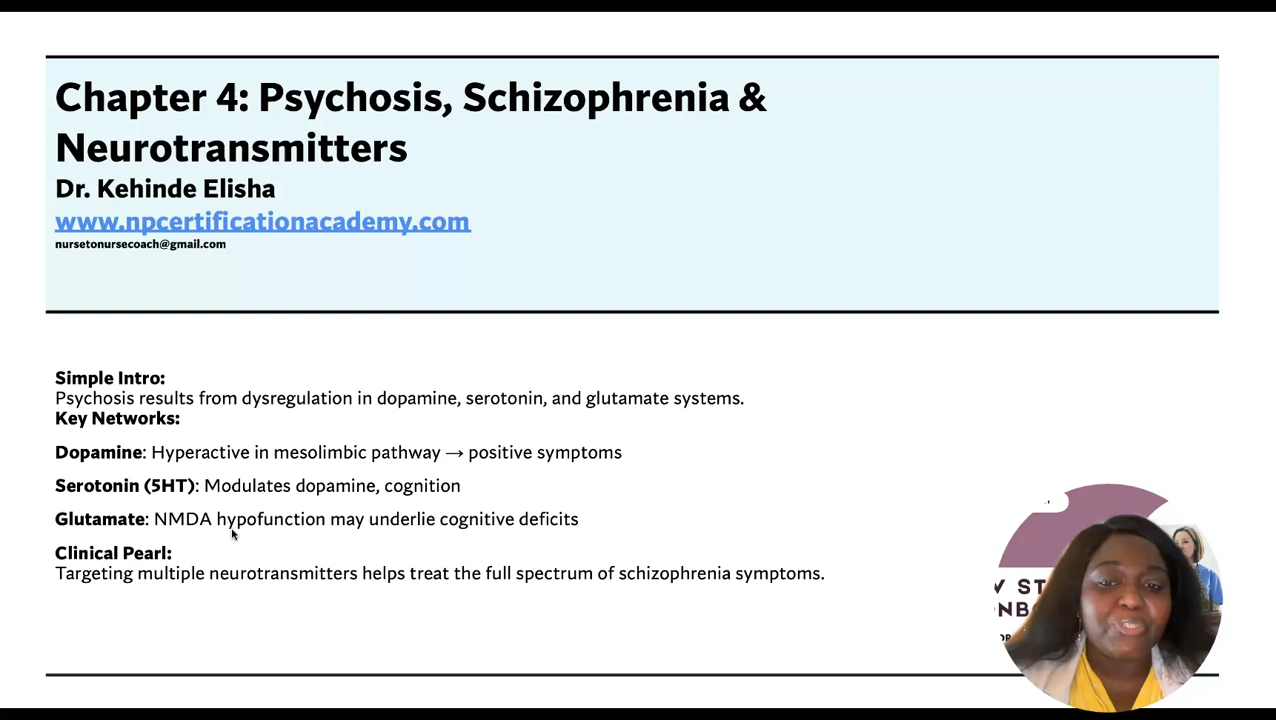 Chapter 4: Psychosis, Schizophrenia &
Neurotransmitters
Dr. Kehinde Elisha
www.npcertificationacademy.com
nursetonursecoach@gmail.com
Simple Intro:
Psychosis results from dysregulation in dopamine, serotonin, and glutamate systems.
Key Networks:
Dopamine: Hyperactive in mesolimbic pathway → positive symptoms
Serotonin (5HT): Modulates dopamine, cognition
Glutamate: NMDA hypofunction may underlie cognitive deficits
Clinical Pearl:
Targeting multiple neurotransmitters helps treat the full spectrum of schizophrenia symptoms.